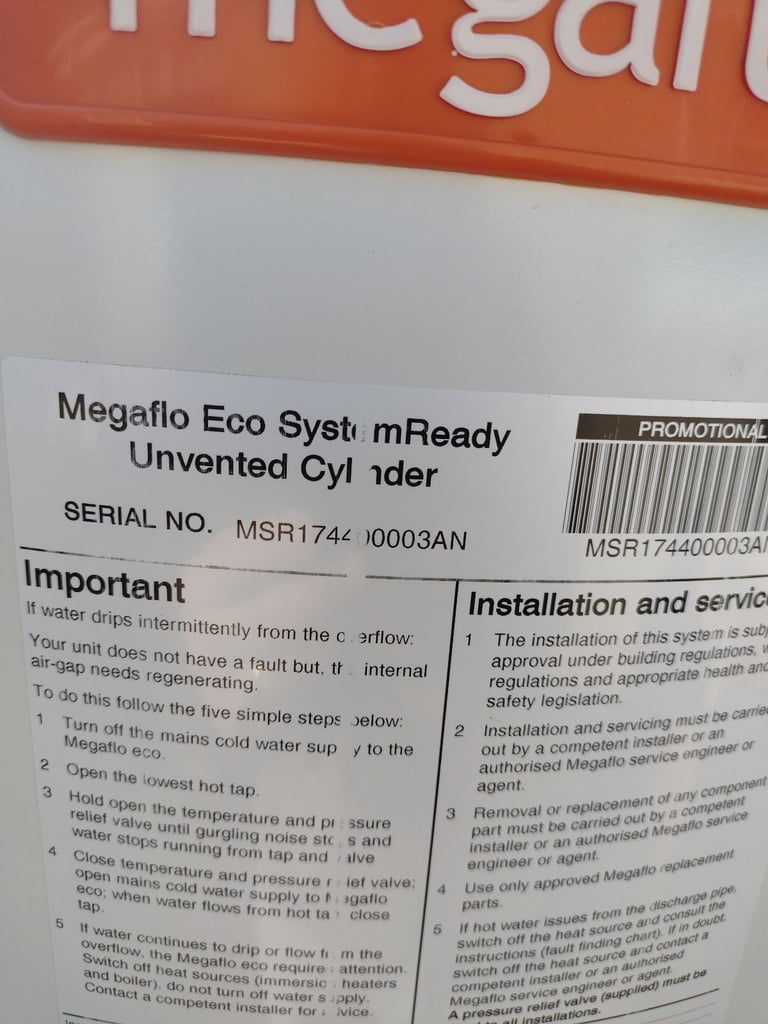 megafl
Megaflo Eco SystemReady
Unvented Cylinder
SERIAL NO. MSR174400003AN
PROMOTIONAL
MSR174400003AN
Important
If water drips intermittently from the overflow:
Your unit does not have a fault but, the internal
air-gap needs regenerating.
To do this follow the five simple steps below:
1 Turn off the mains cold water supply to the
Megaflo eco.
2 Open the lowest hot tap.
3 Hold open the temperature and pressure
relief valve until gurgling noise stops and
water stops running from tap and valve
4 Close temperature and pressure relief valve;
open mains cold water supply to Megaflo
eco; when water flows from hot tap close
tap.
5 If water continues to drip or flow from the
overflow, the Megaflo eco requires attention.
Switch off heat sources (immersion heaters
and boiler). do not turn off water supply.
Contact a competent installer for advice.
Installation and servic
1 The installation of this system is subj
approval under building regulations, w
regulations and appropriate health and
safety legislation.
2 Installation and servicing must be carried
out by a competent installer or an
authorised Megaflo service engineer or
agent.
3 Removal or replacement of any component
part must be carried out by a competent
installer or an authorised Megaflo service
engineer or agent.
4 Use only approved Megaflo replacement
parts.
5 If hot water issues from the discharge pipe,
switch off the heat source and consult the
instructions (fault finding chart). If in doubt,
switch off the heat source and contact a
competent installer or an authorised
Megaflo service engineer or agent.
A pressure relief valve (supplied) must be
to all installations.